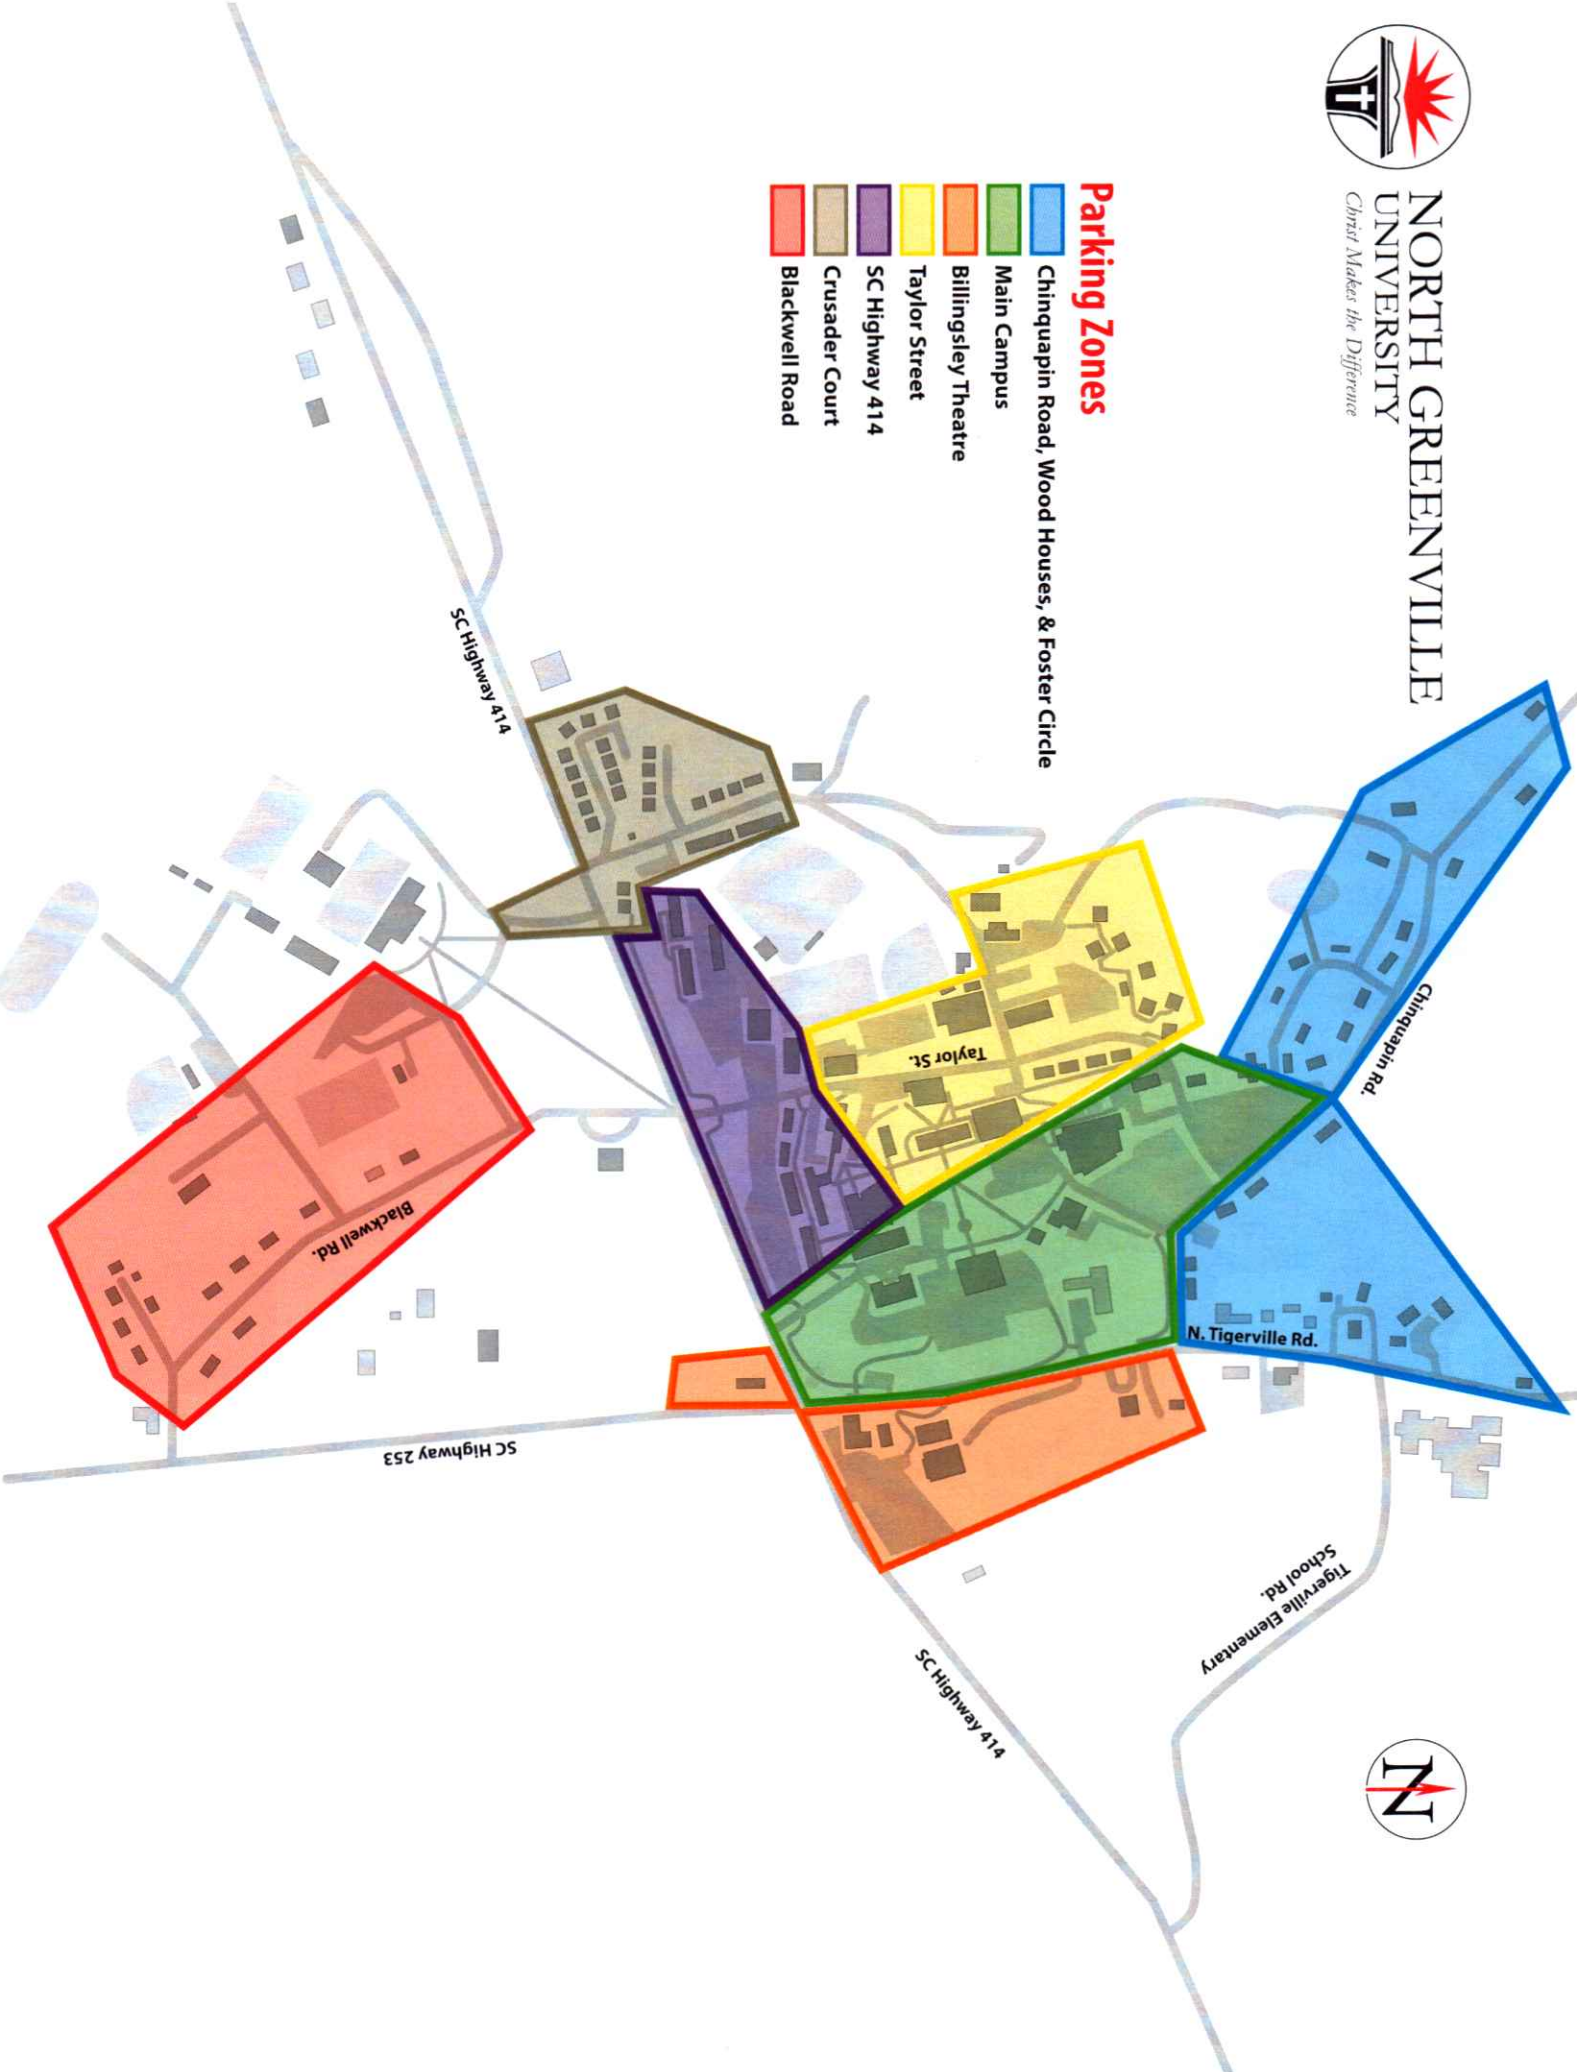 NORTH GREENVILLE
UNIVERSITY
Christ Makes the Difference
Parking Zones
Chinquapin Road, Wood Houses, & Foster Circle
Main Campus
Billingsley Theatre
Taylor Street
SC Highway 414
Crusader Court
Blackwell Road
N
Chinquapin Rd.
N. Tigerville Rd.
Tigerville Elementary
School Rd.
Taylor St.
SC Highway 414
SC Highway 414
Blackwell Rd.
SC Highway 253